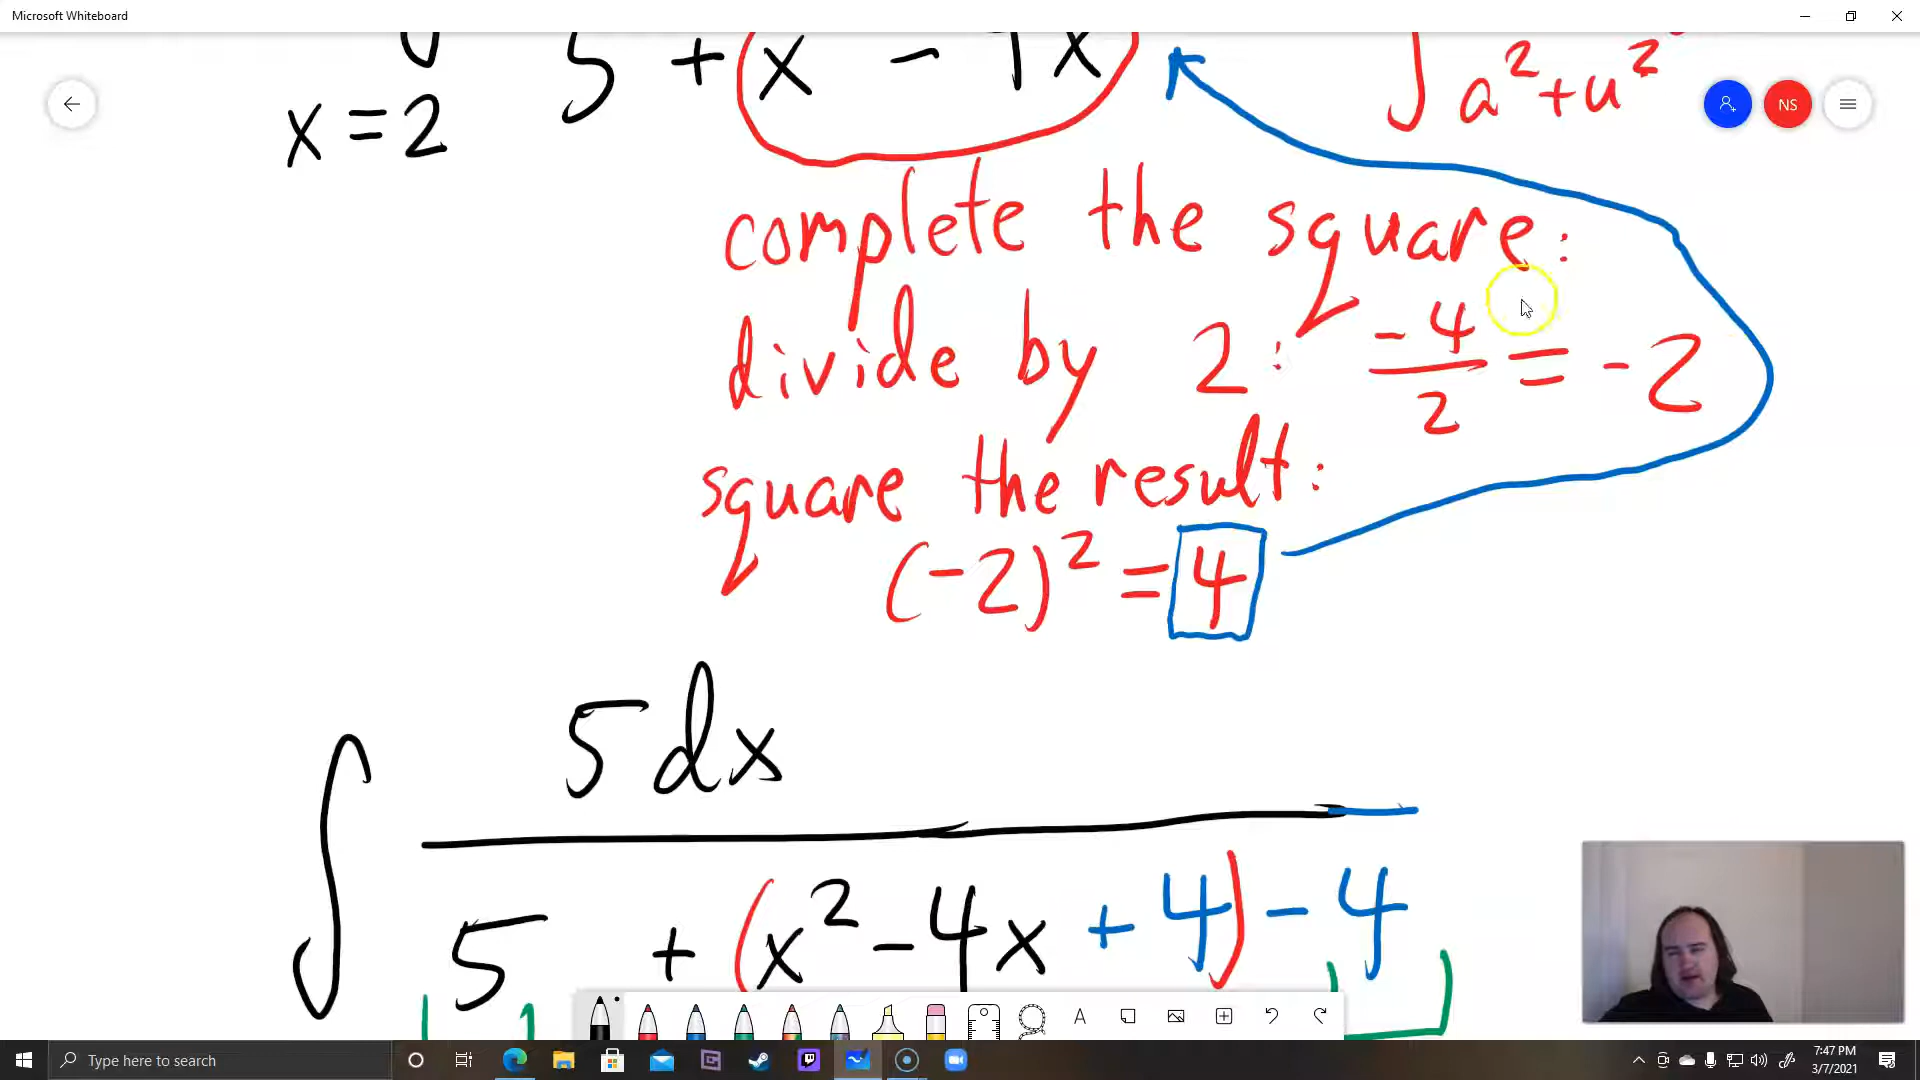 Microsoft Whiteboard
5 + (x - 4x)
∫ a² + u²
x = 2
NS
complete the square:
divide by 2: -4/2 = -2
square the result:
(-2)² = 4
∫ 5dx
5 + (x² - 4x + 4) - 4
A
Type here to search
7:47 PM
3/7/2021